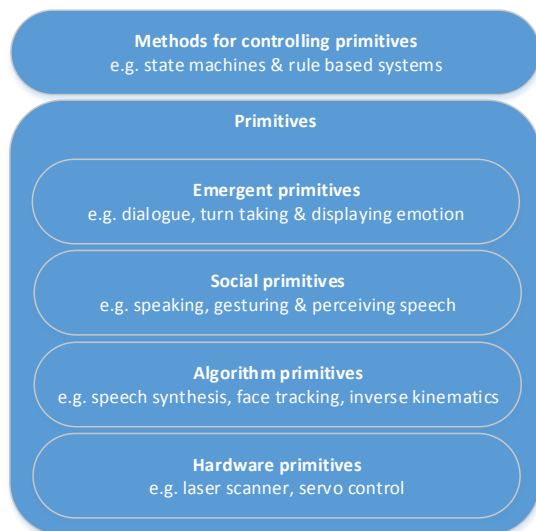 Methods for controlling primitives
e.g. state machines & rule based systems
Primitives
Emergent primitives
e.g. dialogue, turn taking & displaying emotion
Social primitives
e.g. speaking, gesturing & perceiving speech
Algorithm primitives
e.g. speech synthesis, face tracking, inverse kinematics
Hardware primitives
e.g. laser scanner, servo control